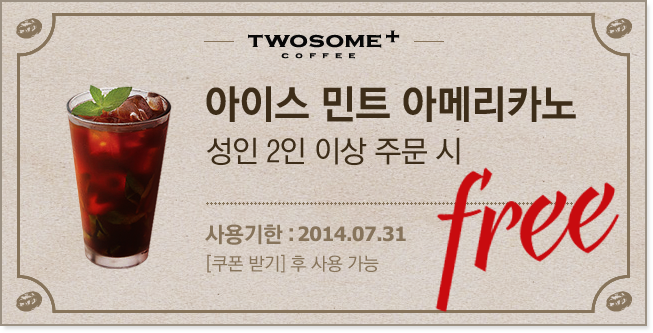 TWOSOME+
COFFEE
아이스 민트 아메리카노
성인 2인 이상 주문 시
free
사용기한 : 2014.07.31
[쿠폰 받기] 후 사용 가능